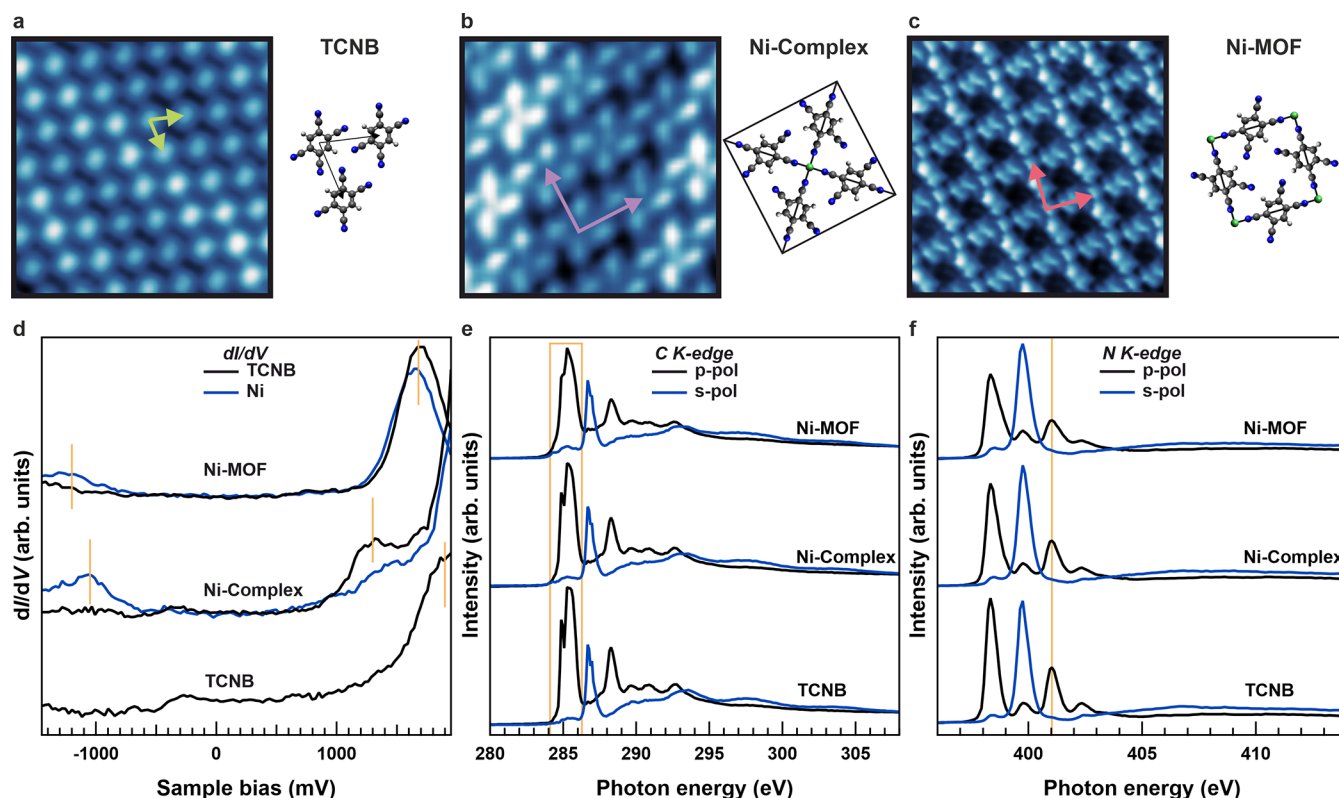 a
TCNB
b
Ni-Complex
c
Ni-MOF
d
dI/dV
TCNB
Ni
Ni-MOF
Ni-Complex
TCNB
dI/dV (arb. units)
-1000
0
1000
Sample bias (mV)
e
C K-edge
p-pol
s-pol
Ni-MOF
Ni-Complex
TCNB
Intensity (arb. units)
280
285
290
295
300
305
Photon energy (eV)
f
N K-edge
p-pol
s-pol
Ni-MOF
Ni-Complex
TCNB
Intensity (arb. units)
400
405
410
Photon energy (eV)